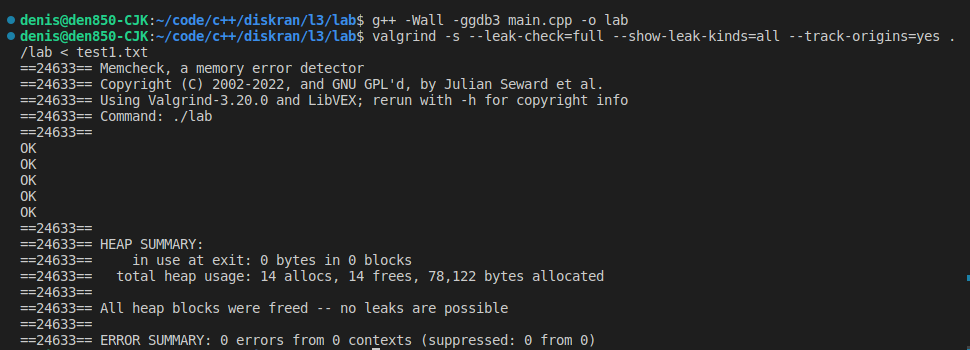 denis@den850-CJK:~/code/c++/diskran/l3/lab$ g++ -Wall -ggdb3 main.cpp -o lab
denis@den850-CJK:~/code/c++/diskran/l3/lab$ valgrind -s --leak-check=full --show-leak-kinds=all --track-origins=yes .
/lab < test1.txt
==24633== Memcheck, a memory error detector
==24633== Copyright (C) 2002-2022, and GNU GPL'd, by Julian Seward et al.
==24633== Using Valgrind-3.20.0 and LibVEX; rerun with -h for copyright info
==24633== Command: ./lab
==24633==
OK
OK
OK
OK
OK
==24633==
==24633== HEAP SUMMARY:
==24633==     in use at exit: 0 bytes in 0 blocks
==24633==   total heap usage: 14 allocs, 14 frees, 78,122 bytes allocated
==24633==
==24633== All heap blocks were freed -- no leaks are possible
==24633==
==24633== ERROR SUMMARY: 0 errors from 0 contexts (suppressed: 0 from 0)